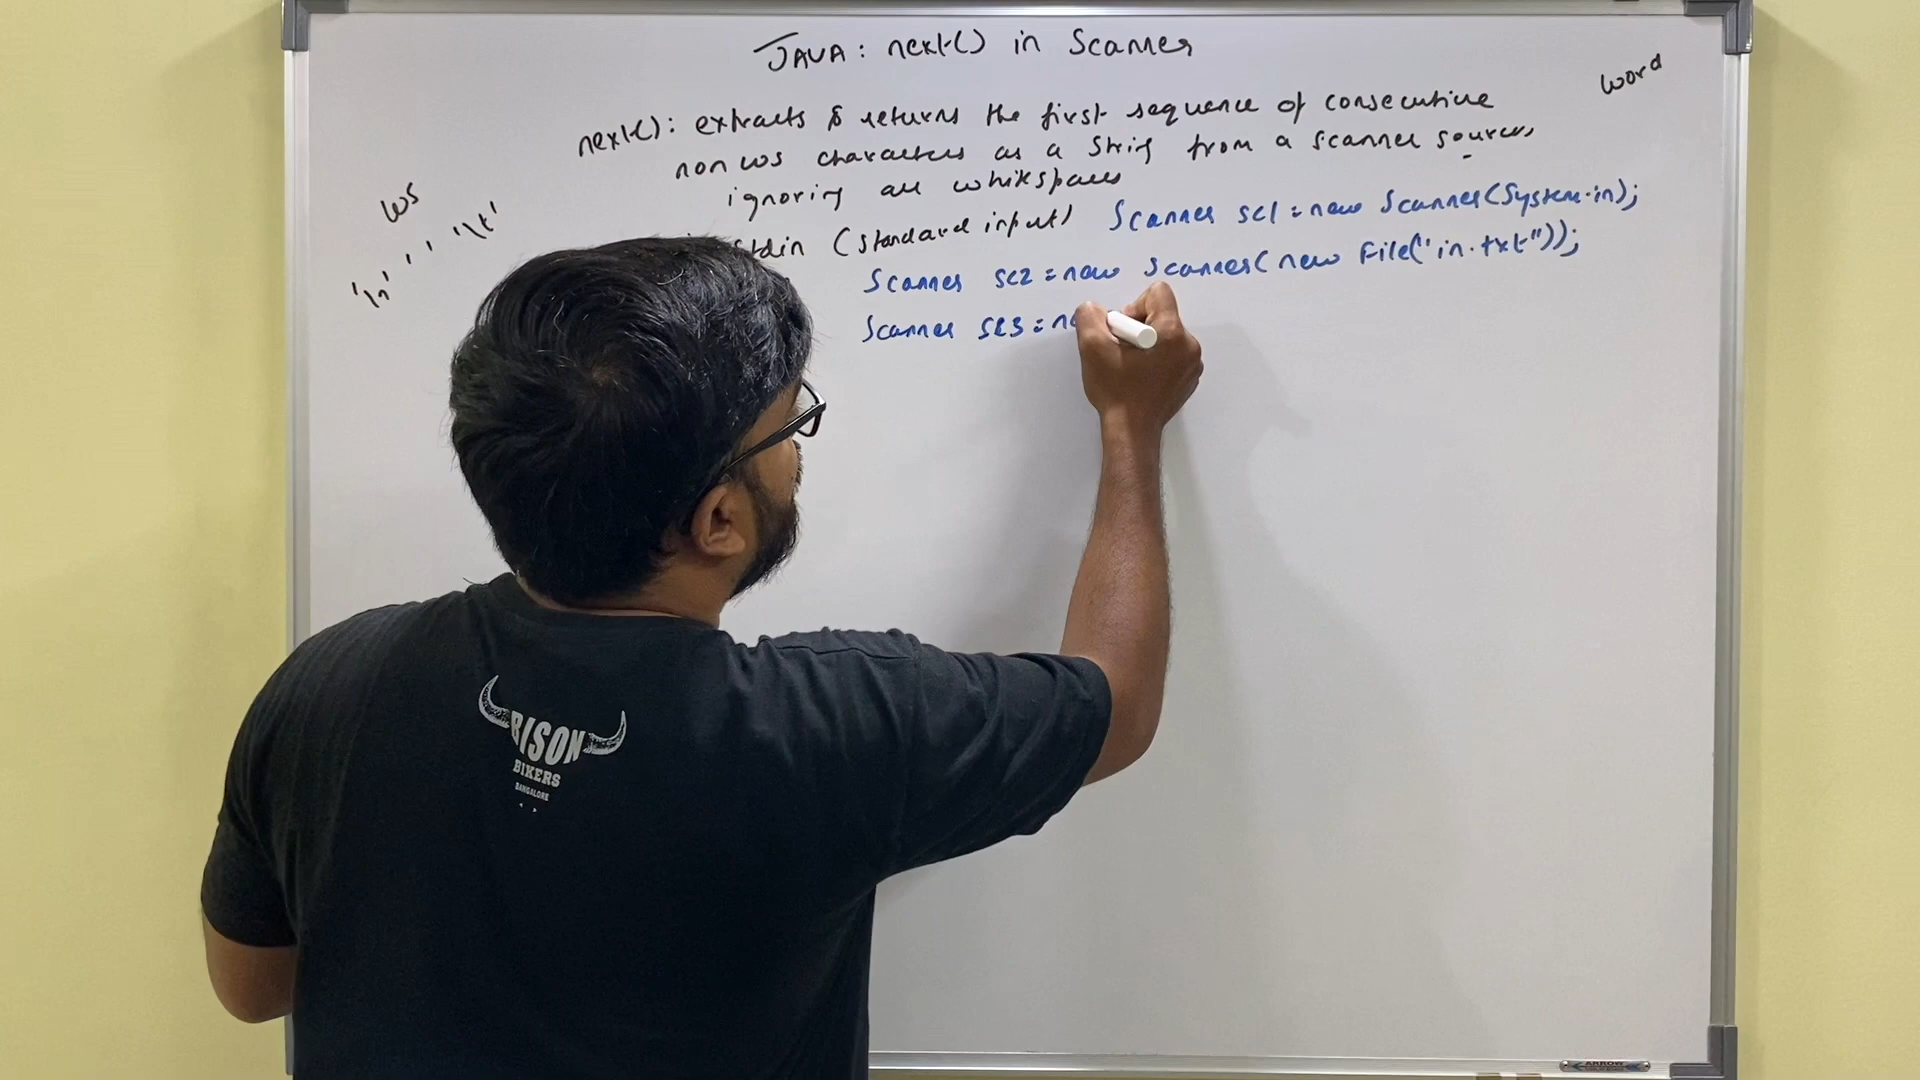 JAVA: next() in Scanner
word
next(): extracts & returns the first sequence of consecutive
non ws characters as a string from a scanner source,
ignoring all whitespaces
ws
'\n' ' ' '\t'
stdin (standard input) Scanner sc1 = new Scanner(System.in);
Scanner sc2 = new Scanner(new File("in.txt"));
Scanner sc3 = n
BISON
BIKERS
BANGALORE
ARROW